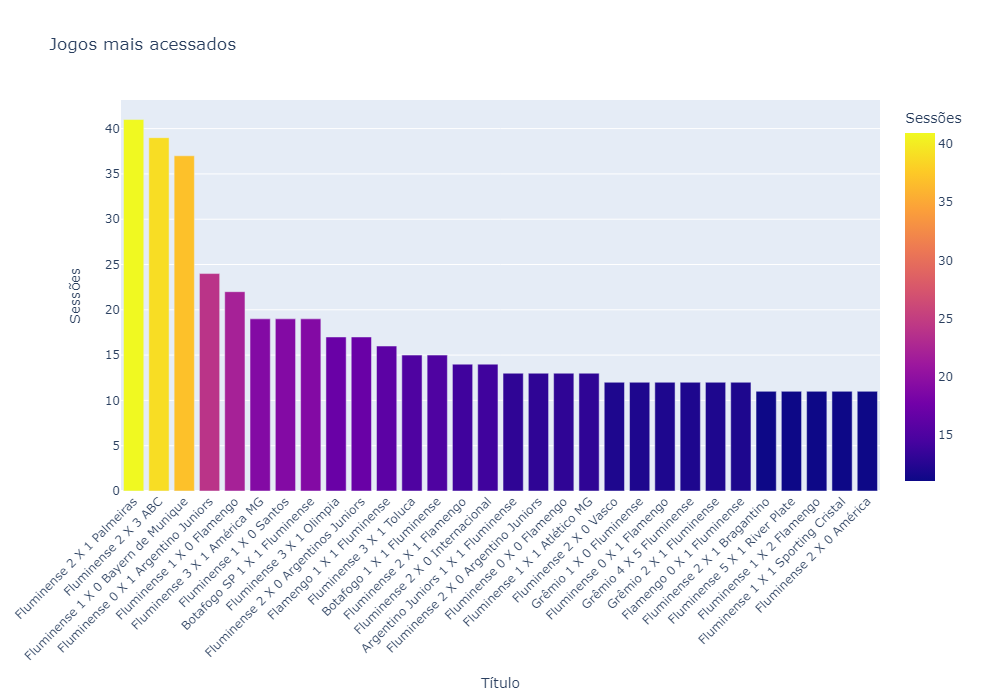 Jogos mais acessados
Sessões
40
35
30
25
20
15
10
5
0
Sessões
40
35
30
25
20
15
Fluminense 2 X 1 Palmeiras
Fluminense 2 X 3 ABC
Fluminense 1 X 0 Bayern de Munique
Fluminense 0 X 1 Argentino Juniors
Fluminense 1 X 0 Flamengo
Fluminense 3 X 1 América MG
Fluminense 1 X 0 Santos
Botafogo SP 1 X 1 Fluminense
Fluminense 3 X 1 Olimpia
Fluminense 2 X 0 Argentinos Juniors
Flamengo 1 X 1 Fluminense
Fluminense 3 X 1 Toluca
Botafogo 1 X 1 Fluminense
Fluminense 2 X 1 Flamengo
Fluminense 2 X 0 Internacional
Argentino Juniors 1 X 1 Fluminense
Fluminense 2 X 0 Argentino Juniors
Fluminense 0 X 0 Flamengo
Fluminense 1 X 1 Atlético MG
Fluminense 2 X 0 Vasco
Grêmio 1 X 0 Fluminense
Fluminense 0 X 1 Flamengo
Grêmio 4 X 5 Fluminense
Grêmio 2 X 1 Fluminense
Flamengo 0 X 1 Fluminense
Fluminense 2 X 1 Bragantino
Fluminense 5 X 1 River Plate
Fluminense 1 X 2 Flamengo
Fluminense 1 X 1 Sporting Cristal
Fluminense 2 X 0 América
Título